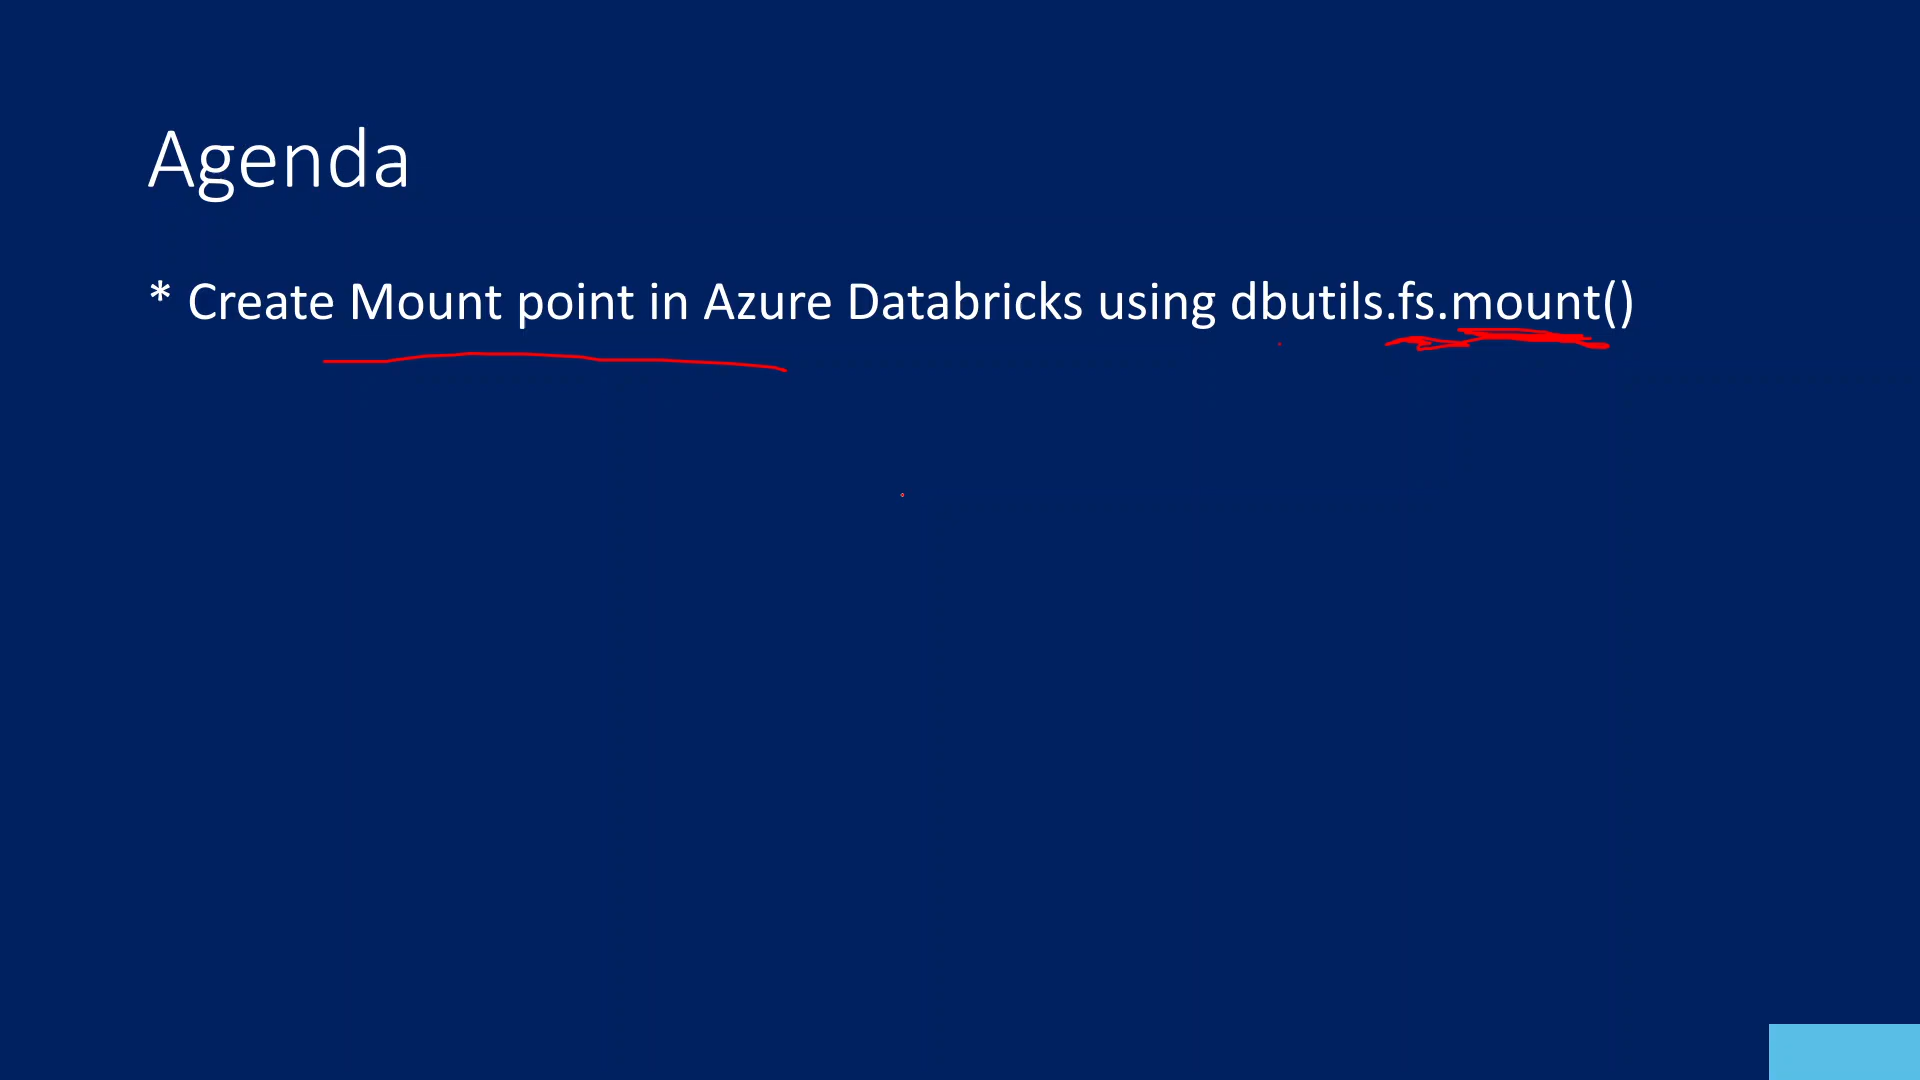 Agenda
* Create Mount point in Azure Databricks using dbutils.fs.mount()